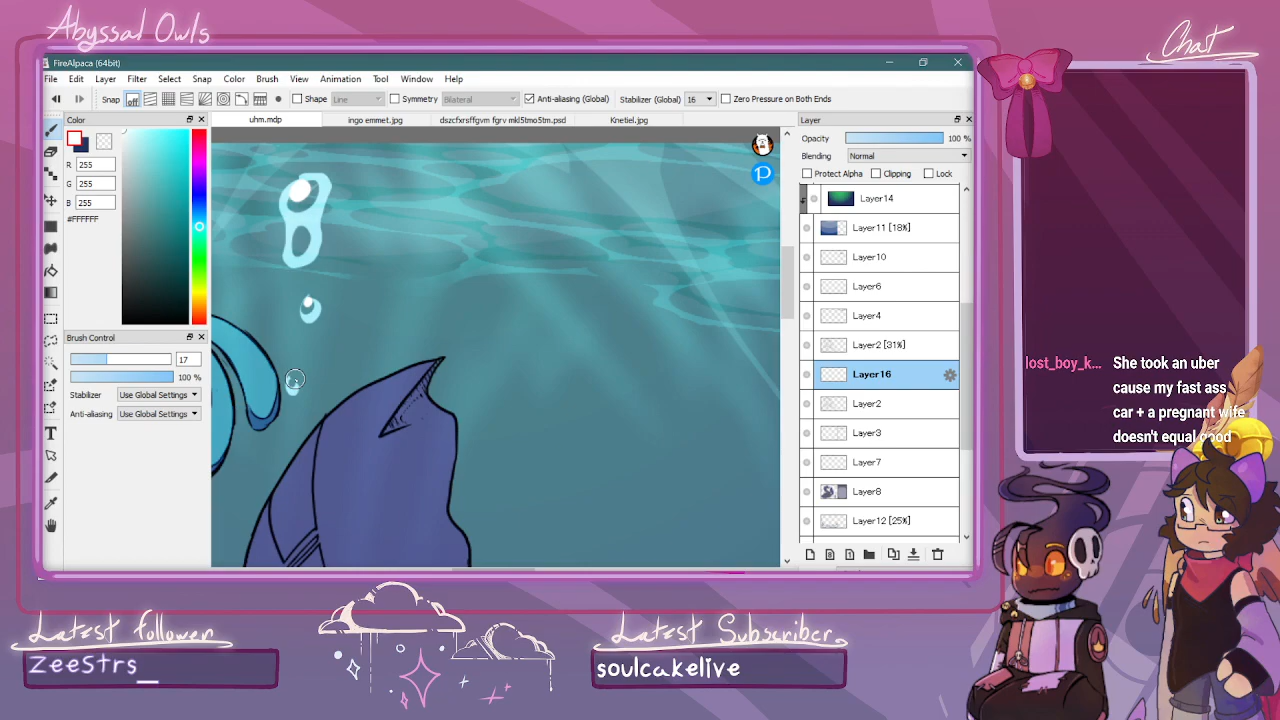 Abyssal Owls
Chat
FireAlpaca (64bit)
File Edit Layer Filter Select Snap Color Brush View Animation Tool Window Help
Snap off Shape Line Symmetry Bilateral Anti-aliasing (Global) Stabilizer (Global) 16 Zero Pressure on Both Ends
Color
uhm.mdp ingo emmet.jpg dszcfxrsffgvm fgrv mkl5tmo5tm.psd Knetiel.jpg
R 255
G 255
B 255
#FFFFFF
Brush Control
17
100 %
Stabilizer Use Global Settings
Anti-aliasing Use Global Settings
Layer
Opacity 100 %
Blending Normal
Protect Alpha Clipping Lock
Layer14
Layer11 [18%]
Layer10
Layer6
Layer4
Layer2 [31%]
Layer16
Layer2
Layer3
Layer7
Layer8
Layer12 [25%]
lost_boy_k... She took an uber
cause my fast ass
car + a pregnant wife
doesn't equal good
Latest follower
zeestrs_
Latest Subscriber
soulcakelive